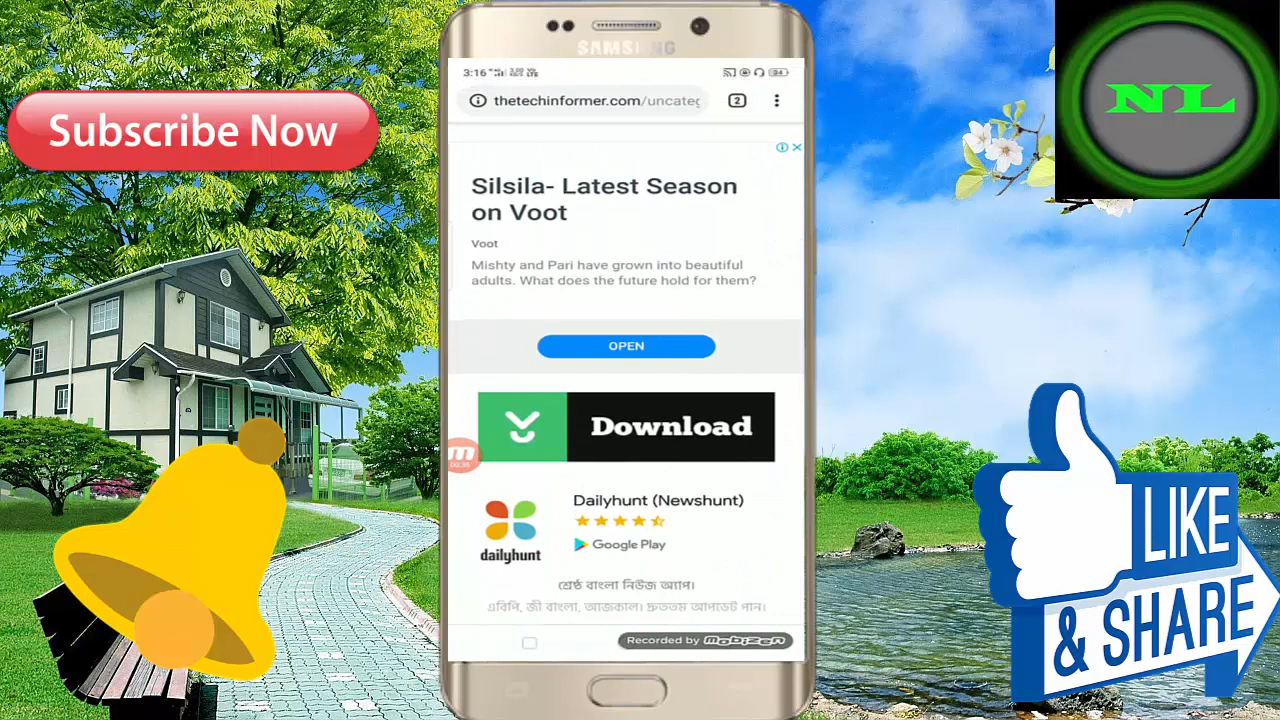 Subscribe Now
NL
SAMSUNG
3:16
thetechinformer.com/uncateg
2
Silsila- Latest Season
on Voot
Voot
Mishty and Pari have grown into beautiful
adults. What does the future hold for them?
OPEN
Download
Dailyhunt (Newshunt)
Google Play
dailyhunt
শ্রেষ্ঠ বাংলা নিউজ অ্যাপ।
এবিপি, জী বাংলা, আজকাল। দ্রুততম আপডেট পান।
Recorded by mobizen
LIKE
& SHARE